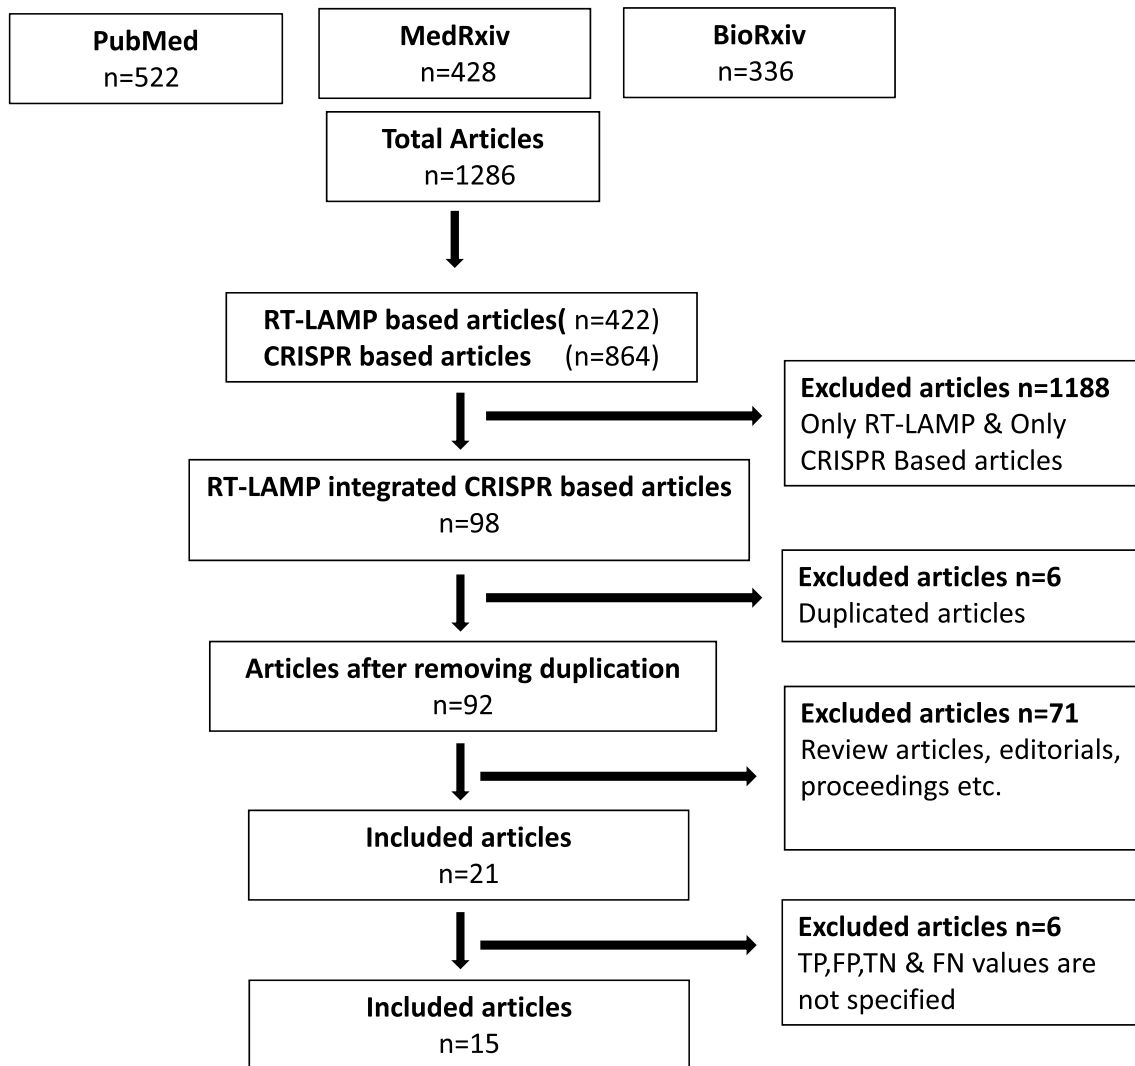 PubMed
n=522
MedRxiv
n=428
BioRxiv
n=336
Total Articles
n=1286
RT-LAMP based articles( n=422)
CRISPR based articles (n=864)
Excluded articles n=1188
Only RT-LAMP & Only
CRISPR Based articles
RT-LAMP integrated CRISPR based articles
n=98
Excluded articles n=6
Duplicated articles
Articles after removing duplication
n=92
Excluded articles n=71
Review articles, editorials,
proceedings etc.
Included articles
n=21
Excluded articles n=6
TP,FP,TN & FN values are
not specified
Included articles
n=15